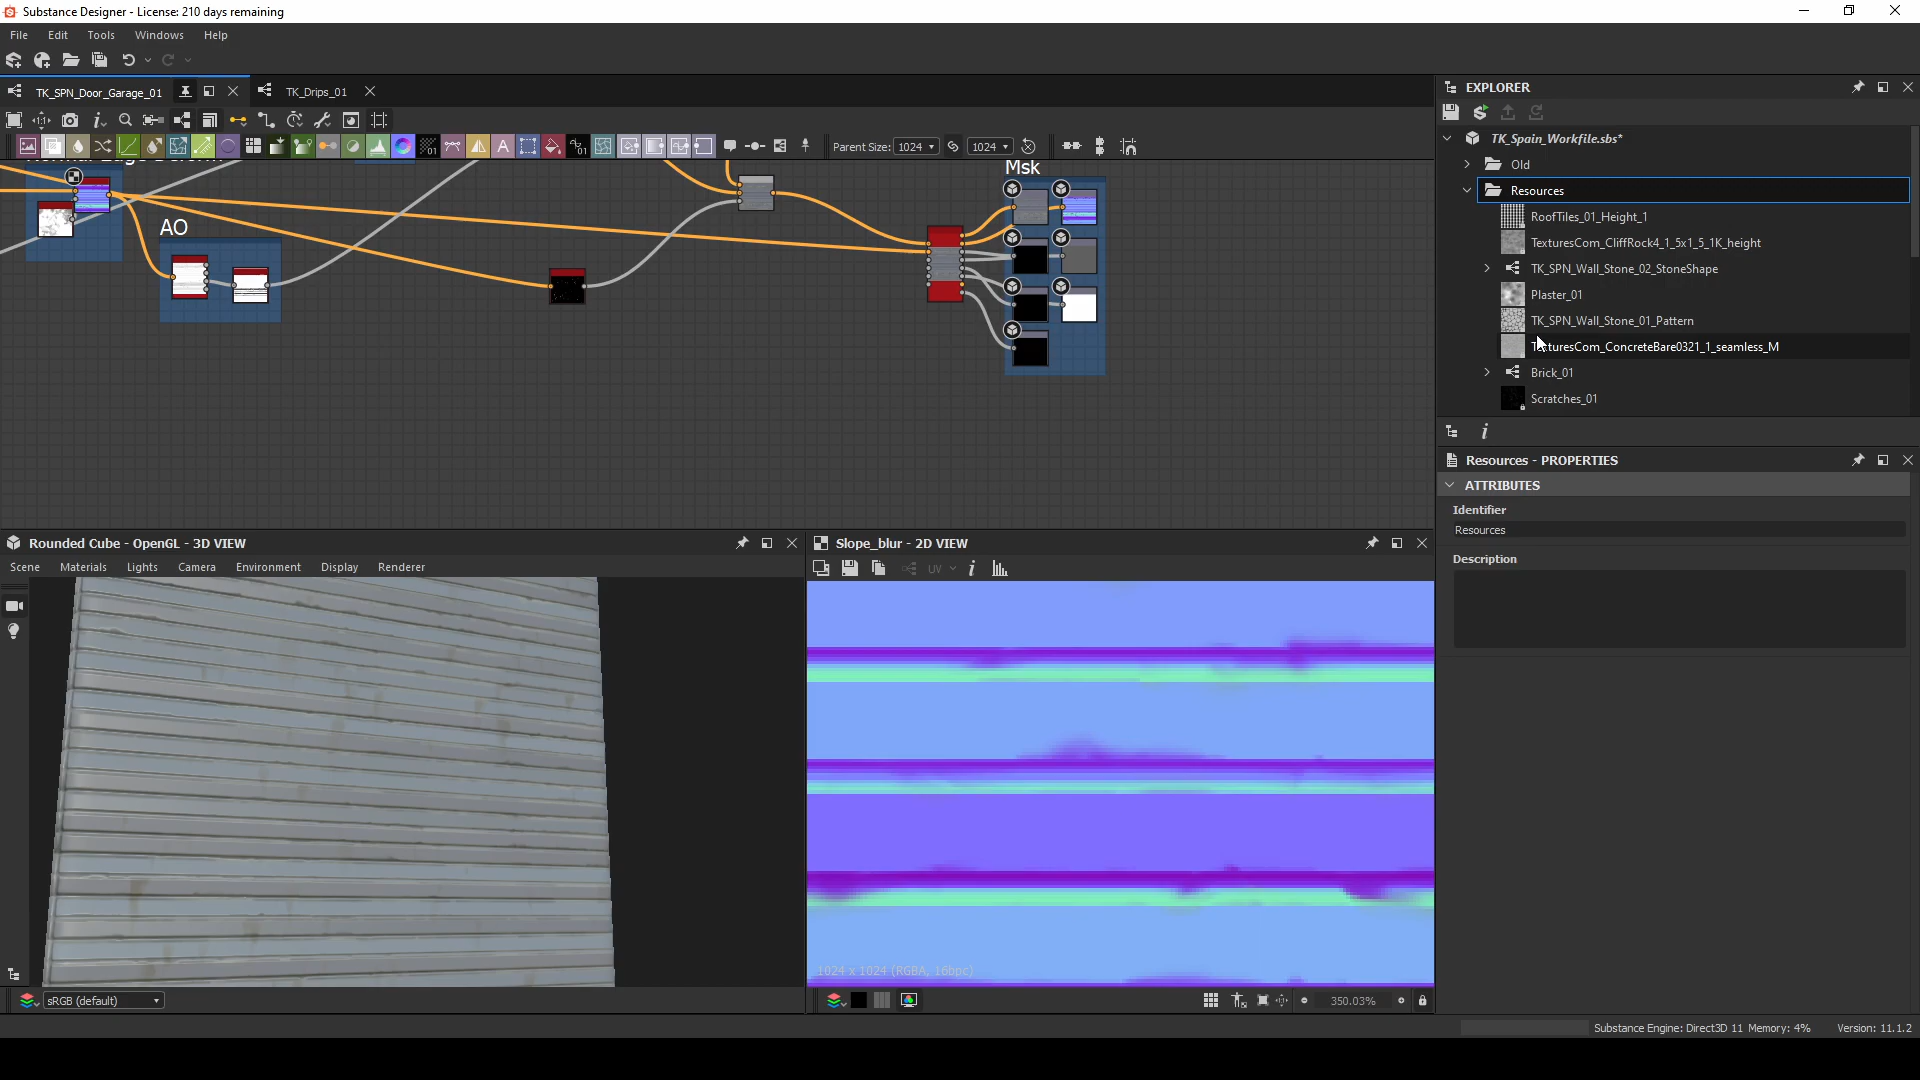 Substance Designer - License: 210 days remaining
File Edit Tools Windows Help
TK_SPN_Door_Garage_01 TK_Drips_01
Parent Size: 1024 1024
Msk
AO
EXPLORER
TK_Spain_Workfile.sbs*
Old
Resources
RoofTiles_01_Height_1
TexturesCom_CliffRock4_1_5x1_5_1K_height
TK_SPN_Wall_Stone_02_StoneShape
Plaster_01
TK_SPN_Wall_Stone_01_Pattern
TexturesCom_ConcreteBare0321_1_seamless_M
Brick_01
Scratches_01
Resources - PROPERTIES
ATTRIBUTES
Identifier
Resources
Description
Rounded Cube - OpenGL - 3D VIEW
Scene Materials Lights Camera Environment Display Renderer
sRGB (default)
Slope_blur - 2D VIEW
UV
1024 x 1024 (RGBA, 16bpc)
350.03%
Substance Engine: Direct3D 11 Memory: 4% Version: 11.1.2